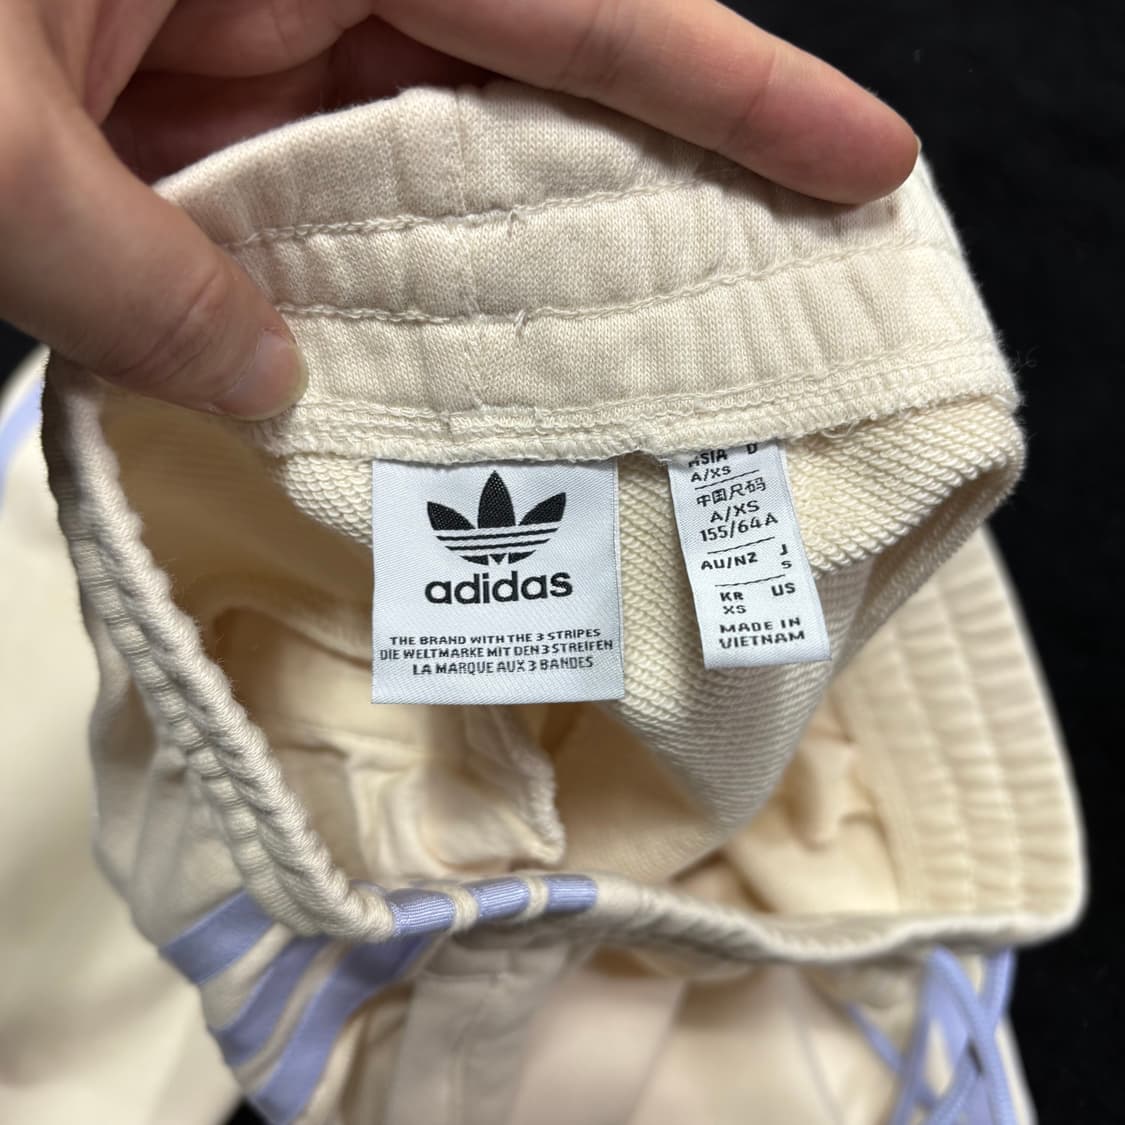 adidas
THE BRAND WITH THE 3 STRIPES
DIE WELTMARKE MIT DEN 3 STREIFEN
LA MARQUE AUX 3 BANDES
ASIA D
A/XS
中国尺码
A/XS
155/64A
AU/NZ J
S
KR US
XS
MADE IN
VIETNAM